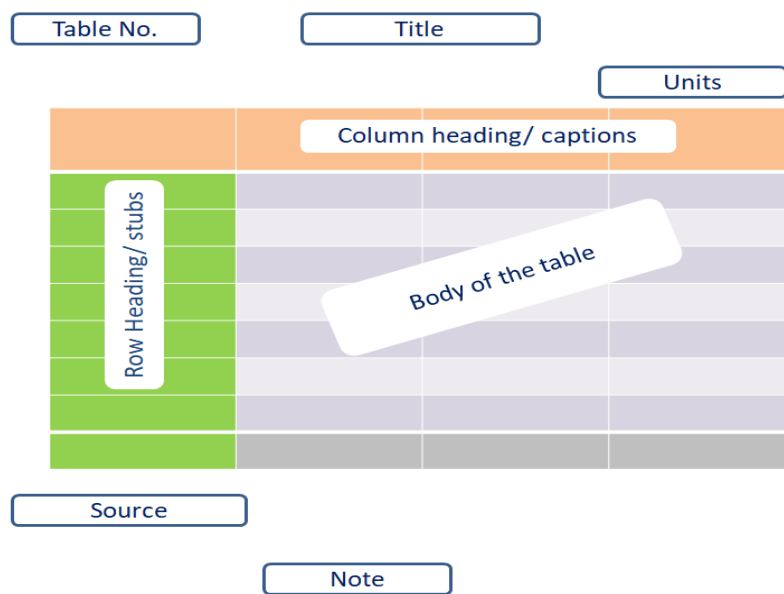 Table No.
Title
Units
Column heading/ captions
Row Heading/ stubs
Body of the table
Source
Note